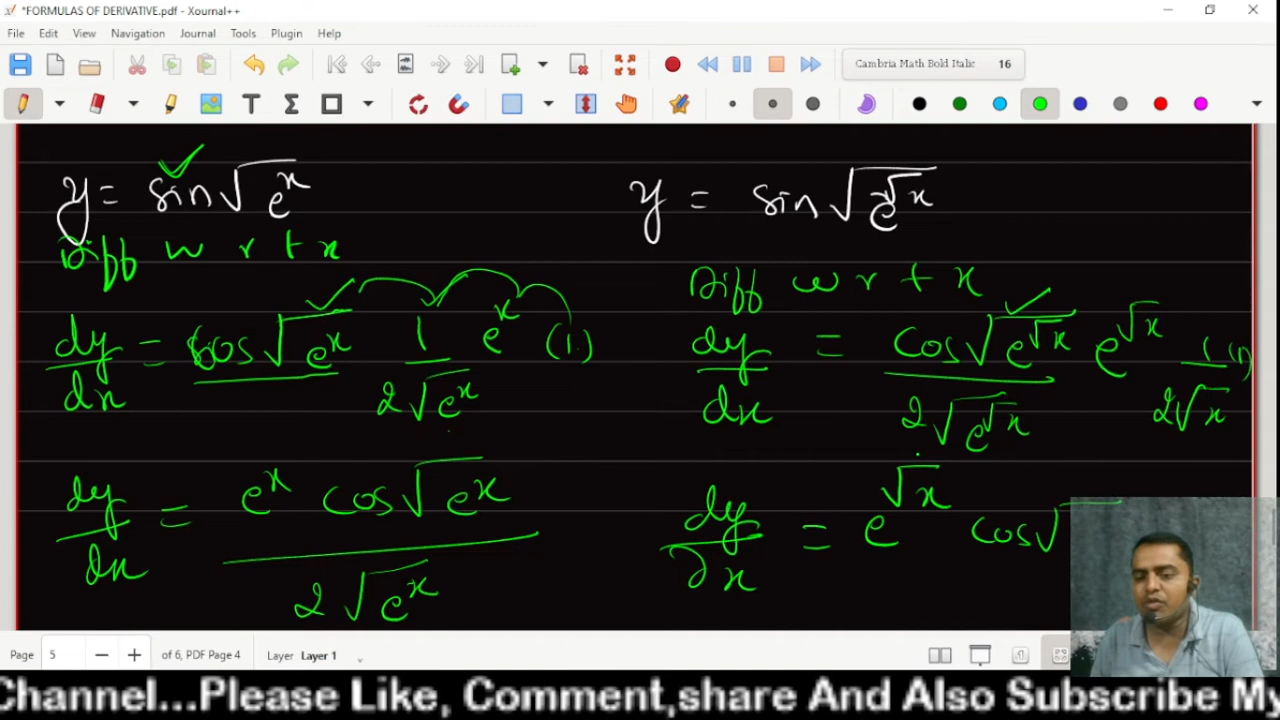 *FORMULAS OF DERIVATIVE.pdf - Xournal++
File Edit View Navigation Journal Tools Plugin Help
Cambria Math Bold Italic 16
y = sin√(e^x)
Diff w r t x
dy/dx = cos√(e^x) 1/(2√(e^x)) e^x (1)
dy/dx = e^x cos√(e^x) / 2√(e^x)
y = sin√(e^√x)
Diff w r t x
dy/dx = cos√(e^√x) / 2√(e^√x) e^√x 1/(2√x) (1)
dy/dx = e^√x cos√
Page 5 of 6, PDF Page 4 Layer Layer 1
Channel...Please Like, Comment,share And Also Subscribe My